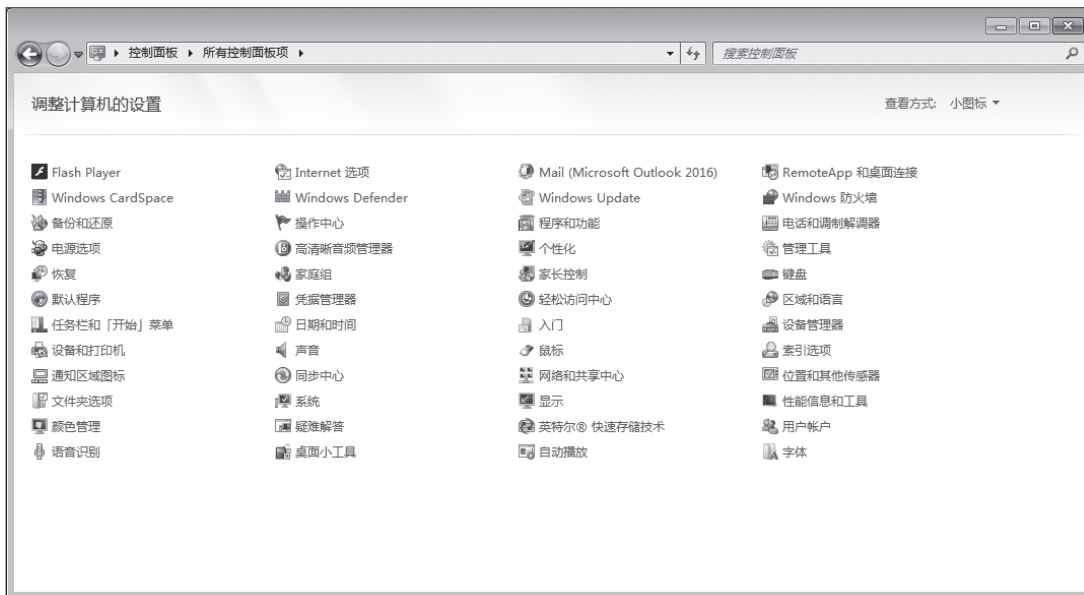 控制面板 ▸ 所有控制面板项 ▸ 搜索控制面板
调整计算机的设置 查看方式: 小图标
Flash Player Internet 选项 Mail (Microsoft Outlook 2016) RemoteApp 和桌面连接
Windows CardSpace Windows Defender Windows Update Windows 防火墙
备份和还原 操作中心 程序和功能 电话和调制解调器
电源选项 高清晰音频管理器 个性化 管理工具
恢复 家庭组 家长控制 键盘
默认程序 凭据管理器 轻松访问中心 区域和语言
任务栏和「开始」菜单 日期和时间 入门 设备管理器
设备和打印机 声音 鼠标 索引选项
通知区域图标 同步中心 网络和共享中心 位置和其他传感器
文件夹选项 系统 显示 性能信息和工具
颜色管理 疑难解答 英特尔® 快速存储技术 用户帐户
语音识别 桌面小工具 自动播放 字体